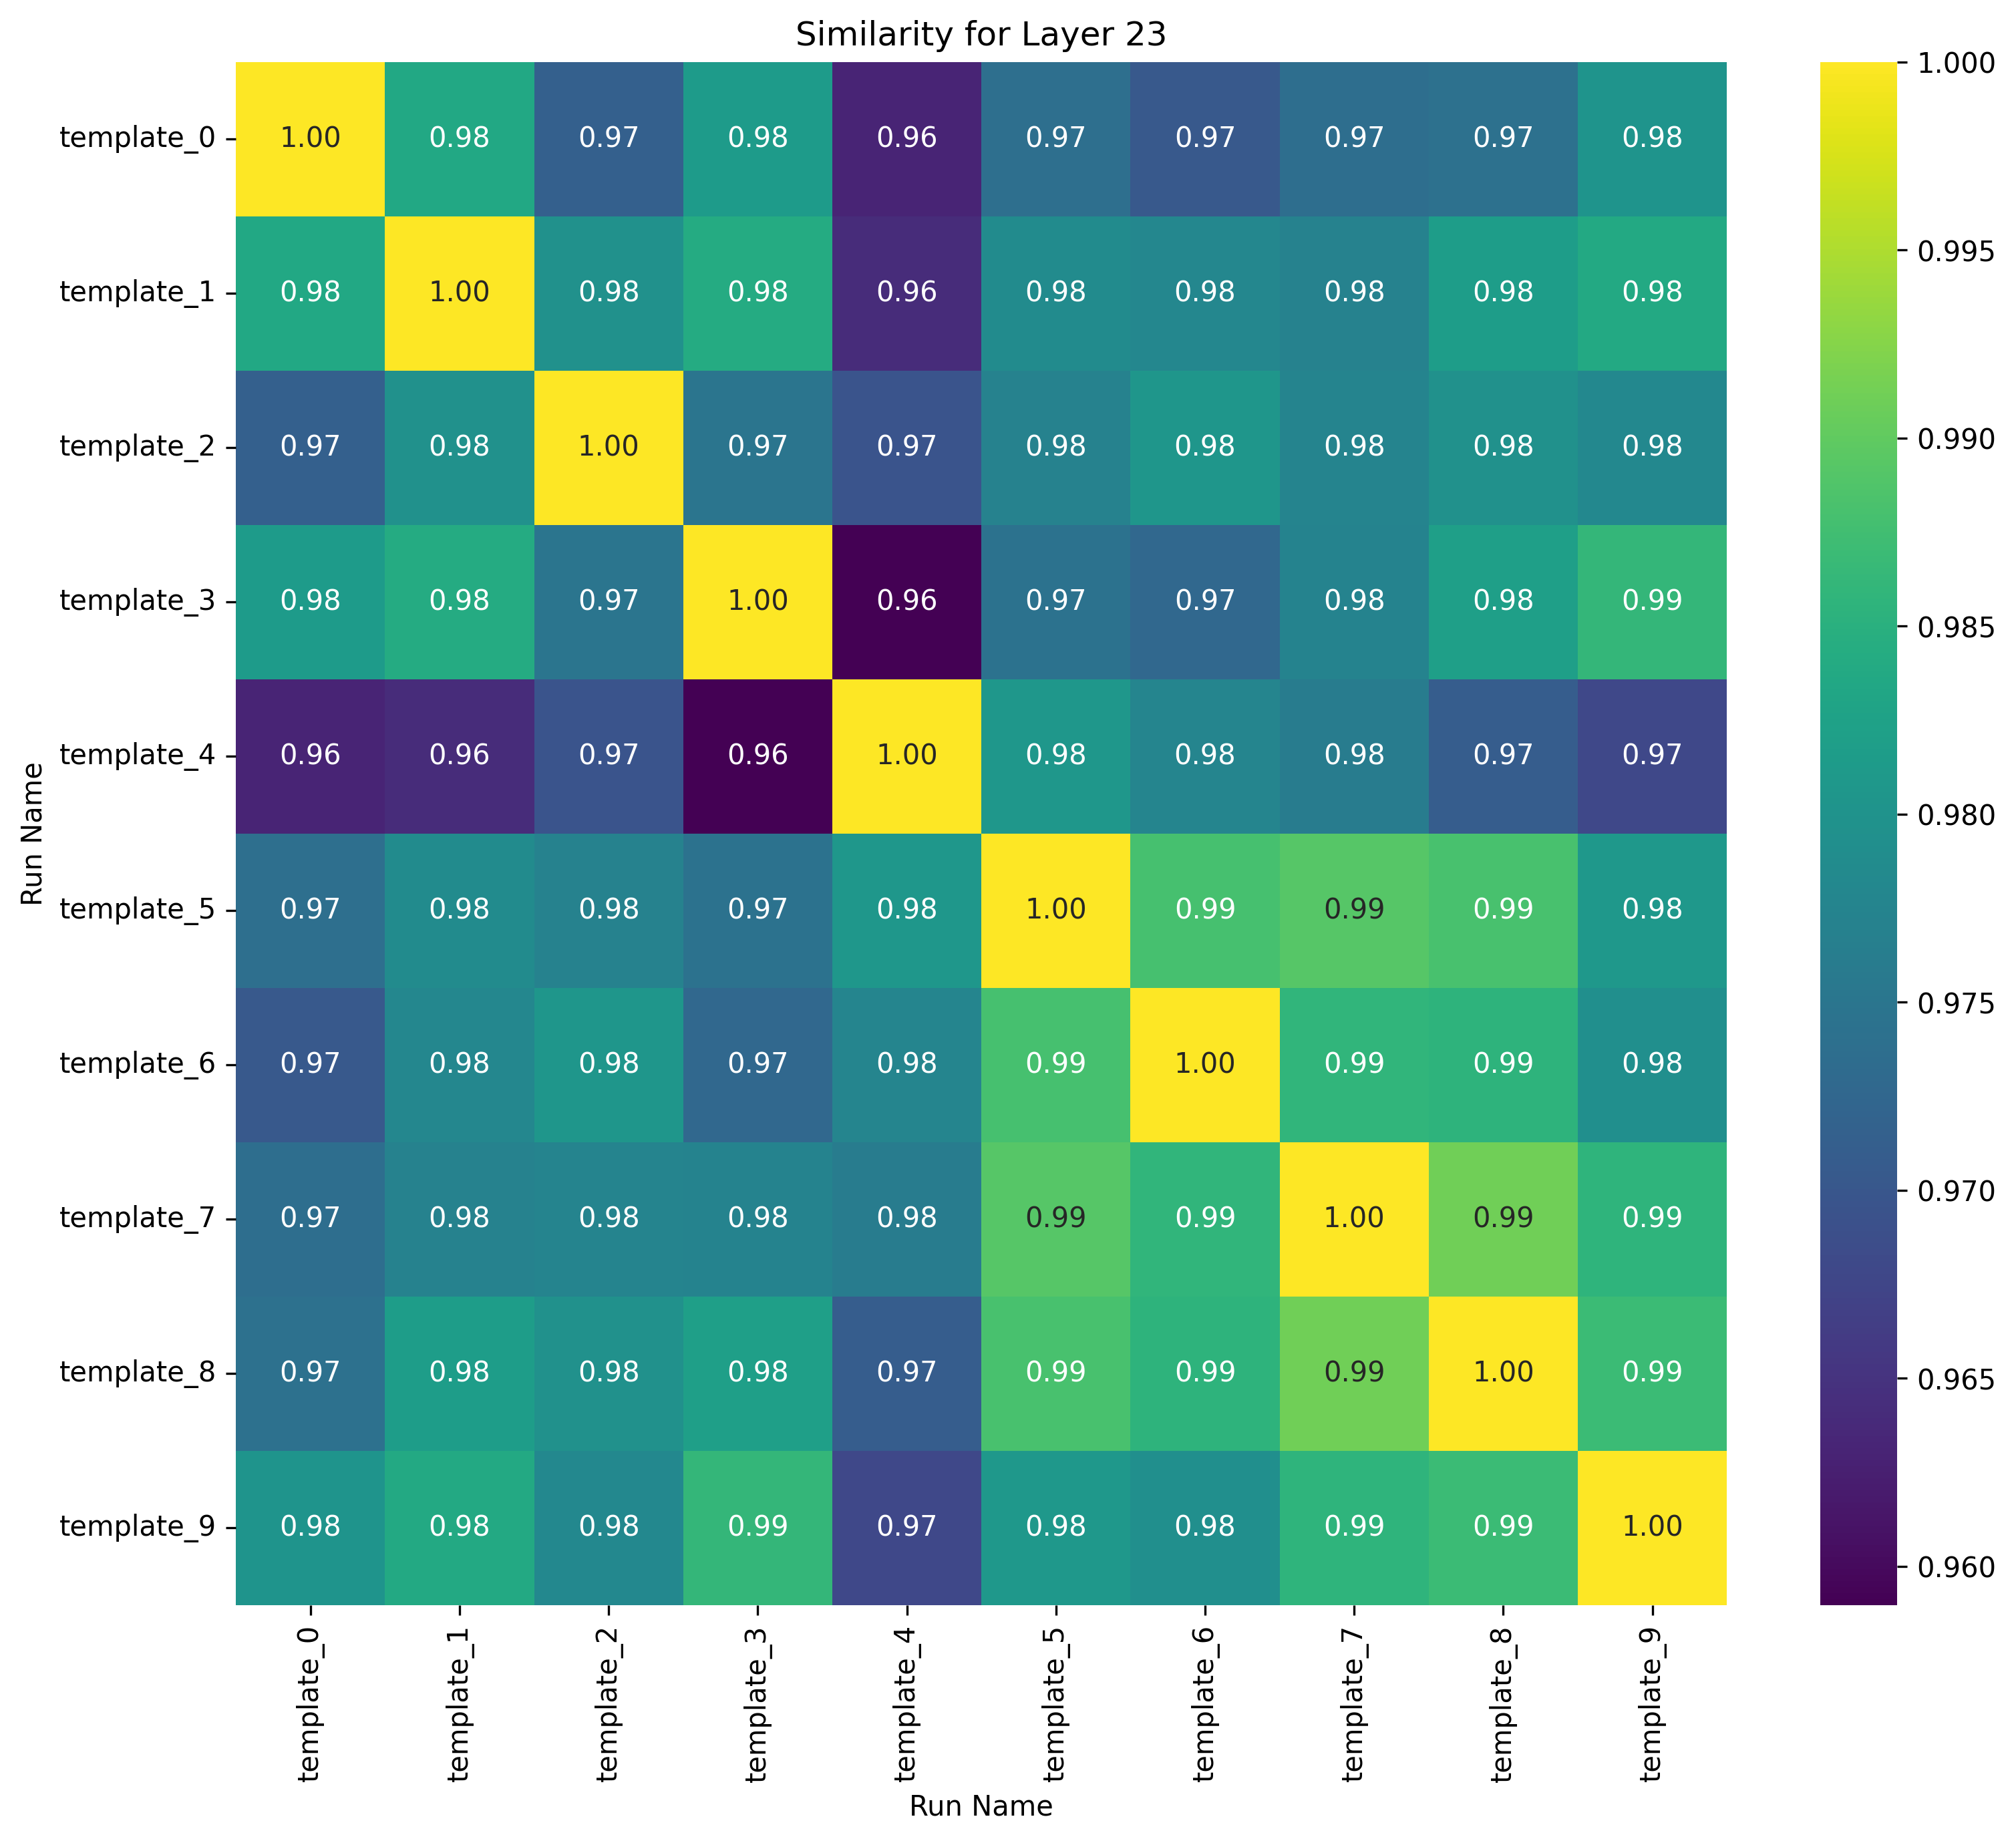 Similarity for Layer 23
template_0 1.00 0.98 0.97 0.98 0.96 0.97 0.97 0.97 0.97 0.98
template_1 0.98 1.00 0.98 0.98 0.96 0.98 0.98 0.98 0.98 0.98
template_2 0.97 0.98 1.00 0.97 0.97 0.98 0.98 0.98 0.98 0.98
template_3 0.98 0.98 0.97 1.00 0.96 0.97 0.97 0.98 0.98 0.99
template_4 0.96 0.96 0.97 0.96 1.00 0.98 0.98 0.98 0.97 0.97
template_5 0.97 0.98 0.98 0.97 0.98 1.00 0.99 0.99 0.99 0.98
template_6 0.97 0.98 0.98 0.97 0.98 0.99 1.00 0.99 0.99 0.98
template_7 0.97 0.98 0.98 0.98 0.98 0.99 0.99 1.00 0.99 0.99
template_8 0.97 0.98 0.98 0.98 0.97 0.99 0.99 0.99 1.00 0.99
template_9 0.98 0.98 0.98 0.99 0.97 0.98 0.98 0.99 0.99 1.00
template_0 template_1 template_2 template_3 template_4 template_5 template_6 template_7 template_8 template_9
Run Name
Run Name
1.000
0.995
0.990
0.985
0.980
0.975
0.970
0.965
0.960